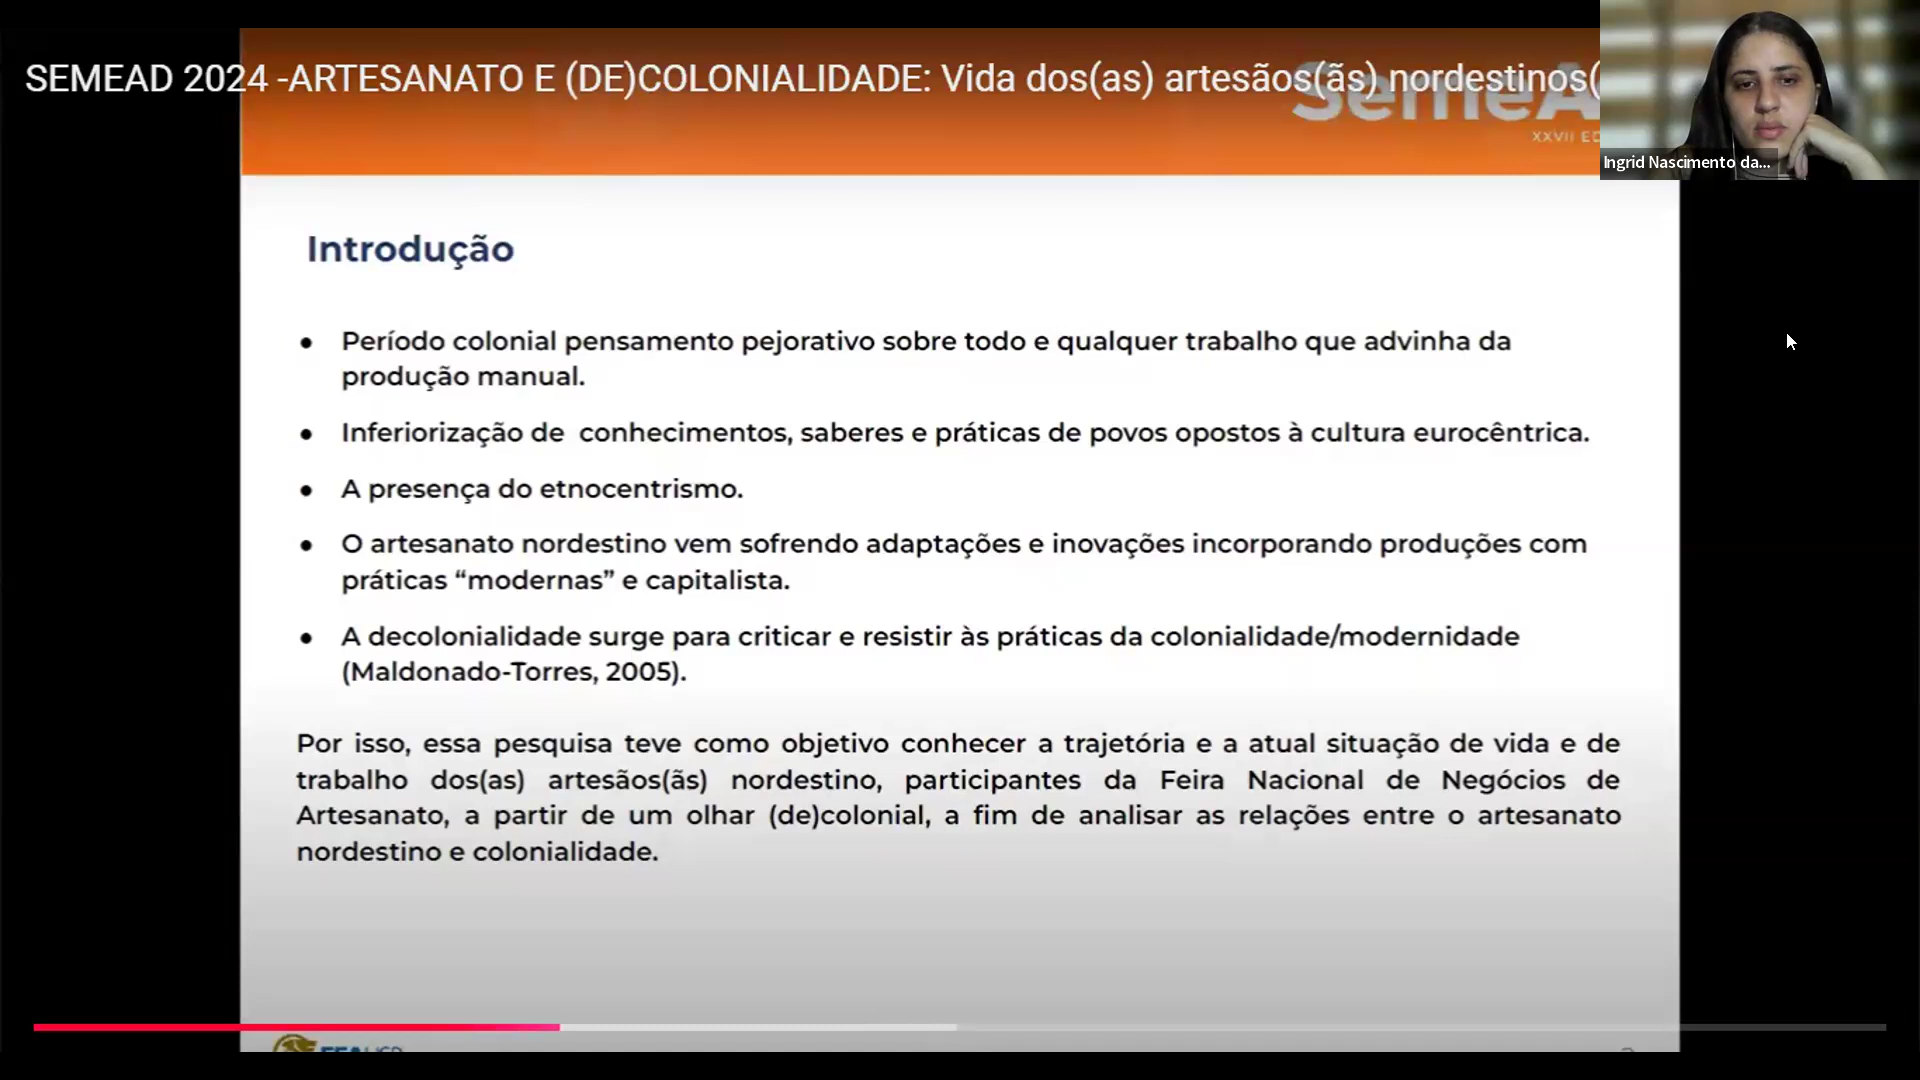 SEMEAD 2024 -ARTESANATO E (DE)COLONIALIDADE: Vida dos(as) artesãos(ãs) nordestinos(
SemeA
XXVII
Ingrid Nascimento da...
Introdução
● Período colonial pensamento pejorativo sobre todo e qualquer trabalho que advinha da
produção manual.
● Inferiorização de conhecimentos, saberes e práticas de povos opostos à cultura eurocêntrica.
● A presença do etnocentrismo.
● O artesanato nordestino vem sofrendo adaptações e inovações incorporando produções com
práticas “modernas” e capitalista.
● A decolonialidade surge para criticar e resistir às práticas da colonialidade/modernidade
(Maldonado-Torres, 2005).
Por isso, essa pesquisa teve como objetivo conhecer a trajetória e a atual situação de vida e de
trabalho dos(as) artesãos(ãs) nordestino, participantes da Feira Nacional de Negócios de
Artesanato, a partir de um olhar (de)colonial, a fim de analisar as relações entre o artesanato
nordestino e colonialidade.